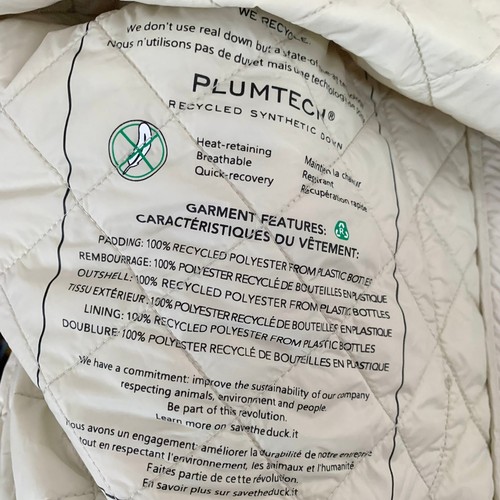 WE RECYCLE
We don't use real down but a state-of
Nous n'utilisons pas de duvet mais une technologi
PLUMTECH®
RECYCLED SYNTHETIC DOWN
Heat-retaining
Breathable
Quick-recovery
Maintien la chaleur
Respirant
Récupération rapide
GARMENT FEATURES:
CARACTÉRISTIQUES DU VÊTEMENT:
PADDING: 100% RECYCLED POLYESTER FROM PLASTIC BOTTLES
REMBOURRAGE: 100% POLYESTER RECYCLÉ DE BOUTEILLES EN PLASTIQUE
OUTSHELL: 100% RECYCLED POLYESTER FROM PLASTIC BOTTLES
TISSU EXTÉRIEUR: 100% POLYESTER RECYCLÉ DE BOUTEILLES EN PLASTIQUE
LINING: 100% RECYCLED POLYESTER FROM PLASTIC BOTTLES
DOUBLURE: 100% POLYESTER RECYCLÉ DE BOUTEILLES EN PLASTIQUE
We have a commitment: improve the sustainability of our company
respecting animals, environment and people.
Be part of this revolution.
Learn more on savetheduck.it
Nous avons un engagement: améliorer la durabilité de notre entreprise
tout en respectant l'environnement, les animaux et l'humanité.
Faites partie de cette révolution.
En savoir plus sur savetheduck.it